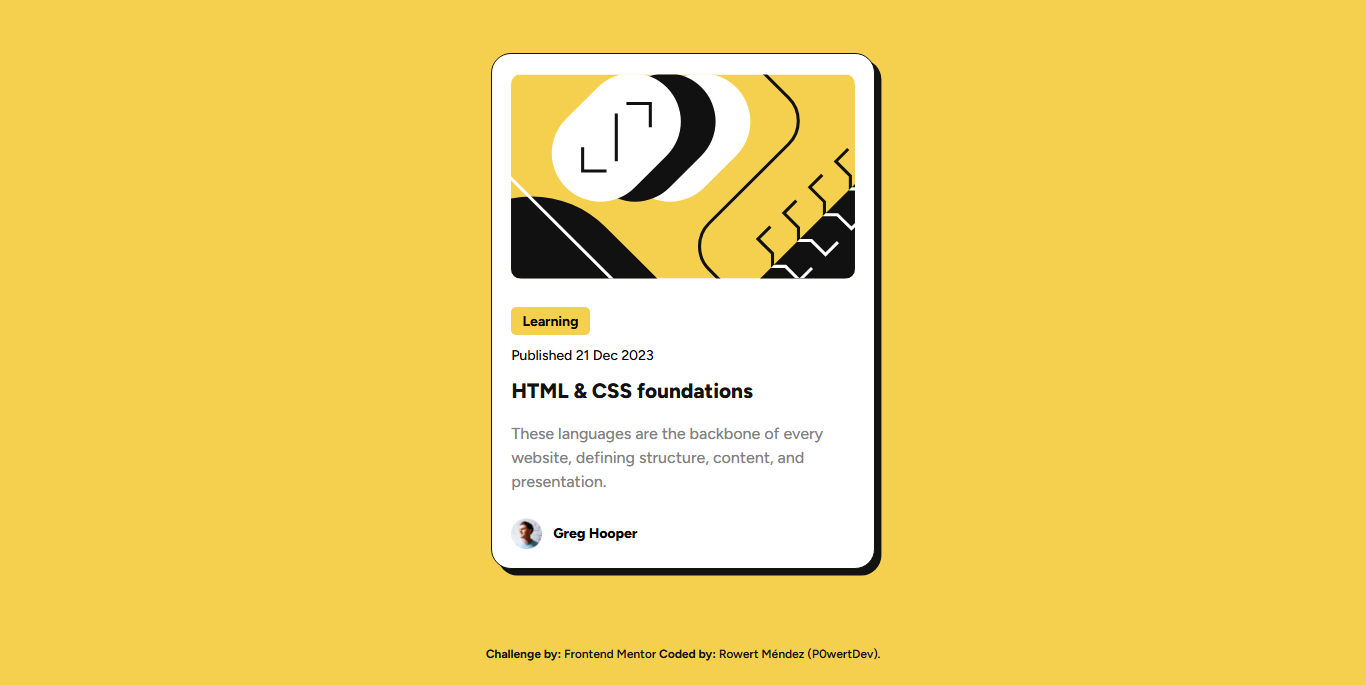 Learning
Published 21 Dec 2023
HTML & CSS foundations
These languages are the backbone of every
website, defining structure, content, and
presentation.
Greg Hooper
Challenge by: Frontend Mentor Coded by: Rowert Méndez (P0wertDev).